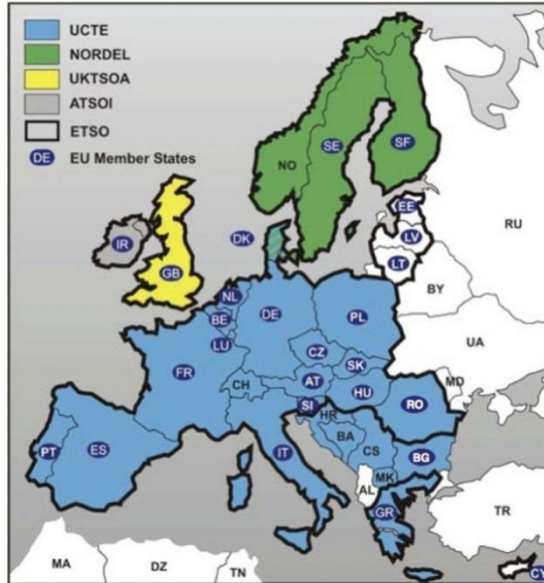 UCTE
NORDEL
UKTSOA
ATSOI
ETSO
DE EU Member States
NO
SE
SF
EE
LV
LT
RU
DK
IR
GB
BY
NL
BE
LU
DE
PL
UA
CZ
SK
FR
CH
AT
HU
MD
SI
HR
RO
BA
CS
BG
PT
ES
IT
MK
AL
GR
TR
MA
DZ
TN
CY